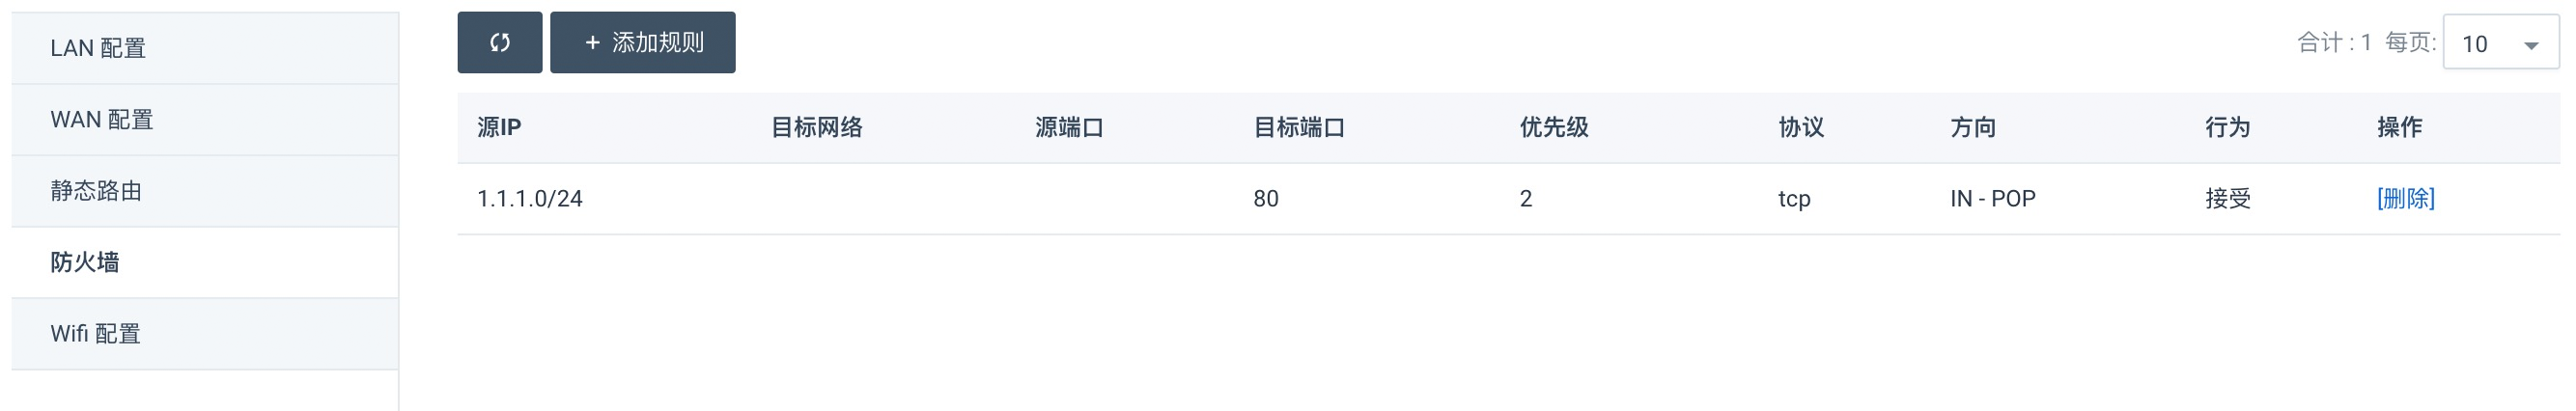 LAN 配置
WAN 配置
静态路由
防火墙
Wifi 配置
+ 添加规则
合计 : 1 每页: 10
源IP 目标网络 源端口 目标端口 优先级 协议 方向 行为 操作
1.1.1.0/24 80 2 tcp IN - POP 接受 [删除]